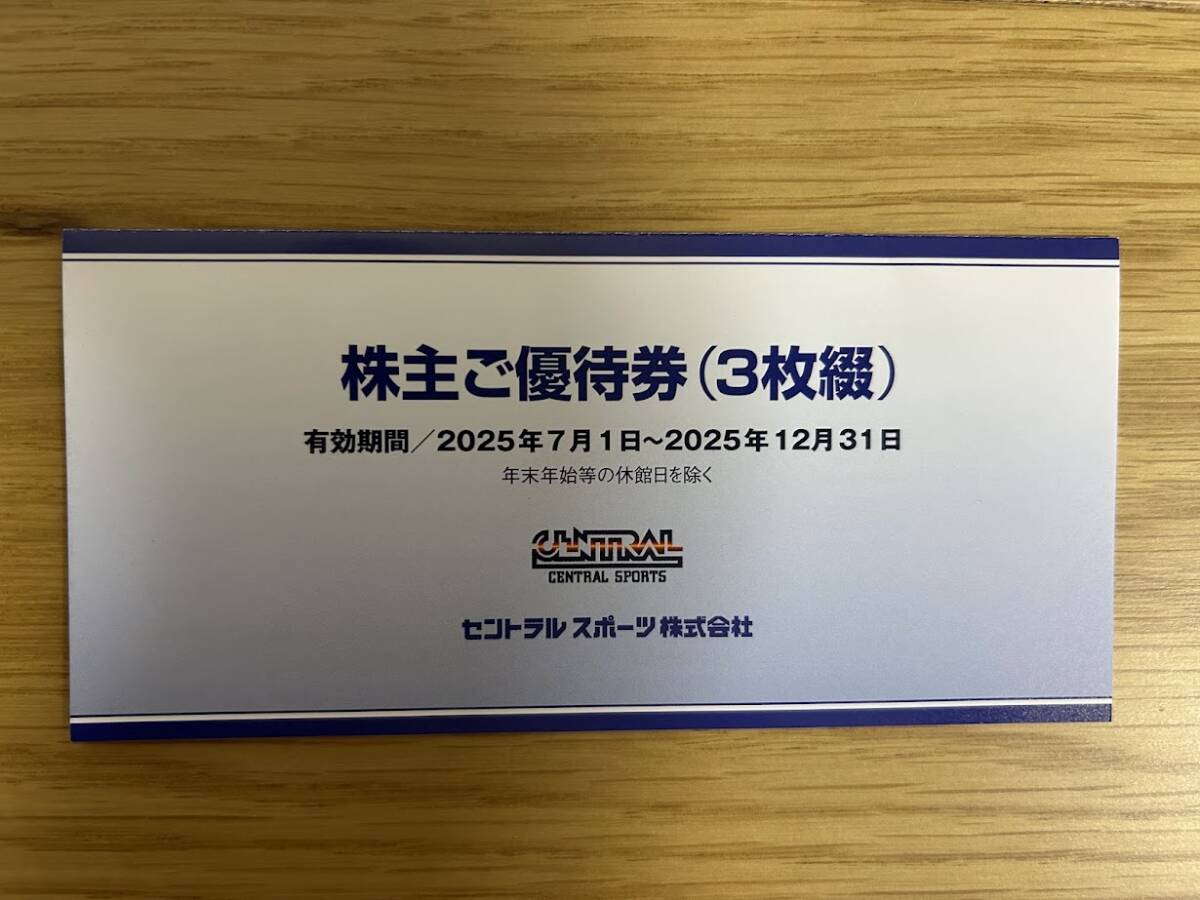 株主ご優待券(3枚綴)
有効期間／2025年7月1日～2025年12月31日
年末年始等の休館日を除く
CENTRAL
CENTRAL SPORTS
セントラルスポーツ株式会社